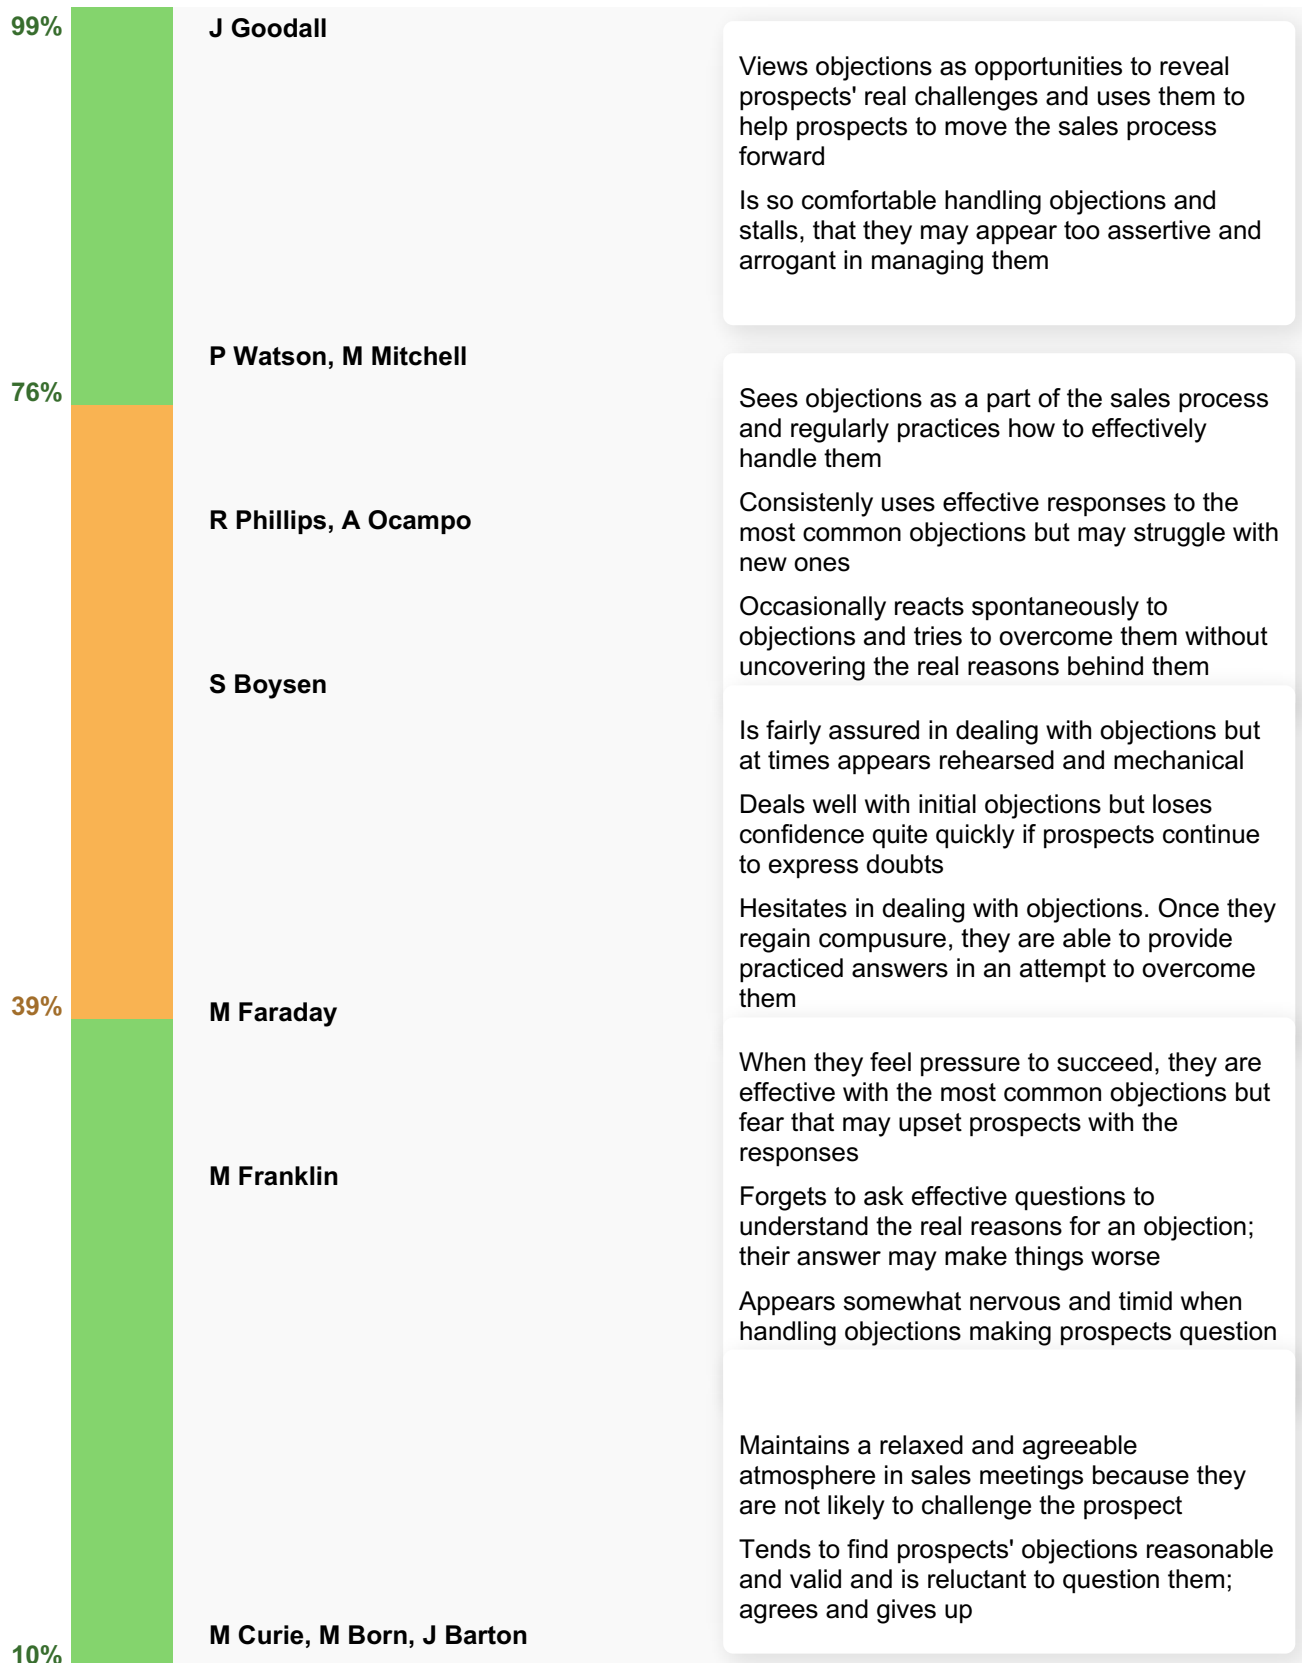 99%
J Goodall
Views objections as opportunities to reveal
prospects' real challenges and uses them to
help prospects to move the sales process
forward
Is so comfortable handling objections and
stalls, that they may appear too assertive and
arrogant in managing them
P Watson, M Mitchell
76%
Sees objections as a part of the sales process
and regularly practices how to effectively
handle them
R Phillips, A Ocampo
Consistenly uses effective responses to the
most common objections but may struggle with
new ones
Occasionally reacts spontaneously to
objections and tries to overcome them without
uncovering the real reasons behind them
S Boysen
Is fairly assured in dealing with objections but
at times appears rehearsed and mechanical
Deals well with initial objections but loses
confidence quite quickly if prospects continue
to express doubts
Hesitates in dealing with objections. Once they
regain compusure, they are able to provide
practiced answers in an attempt to overcome
them
39%
M Faraday
When they feel pressure to succeed, they are
effective with the most common objections but
fear that may upset prospects with the
responses
M Franklin
Forgets to ask effective questions to
understand the real reasons for an objection;
their answer may make things worse
Appears somewhat nervous and timid when
handling objections making prospects question
Maintains a relaxed and agreeable
atmosphere in sales meetings because they
are not likely to challenge the prospect
Tends to find prospects' objections reasonable
and valid and is reluctant to question them;
agrees and gives up
M Curie, M Born, J Barton
10%